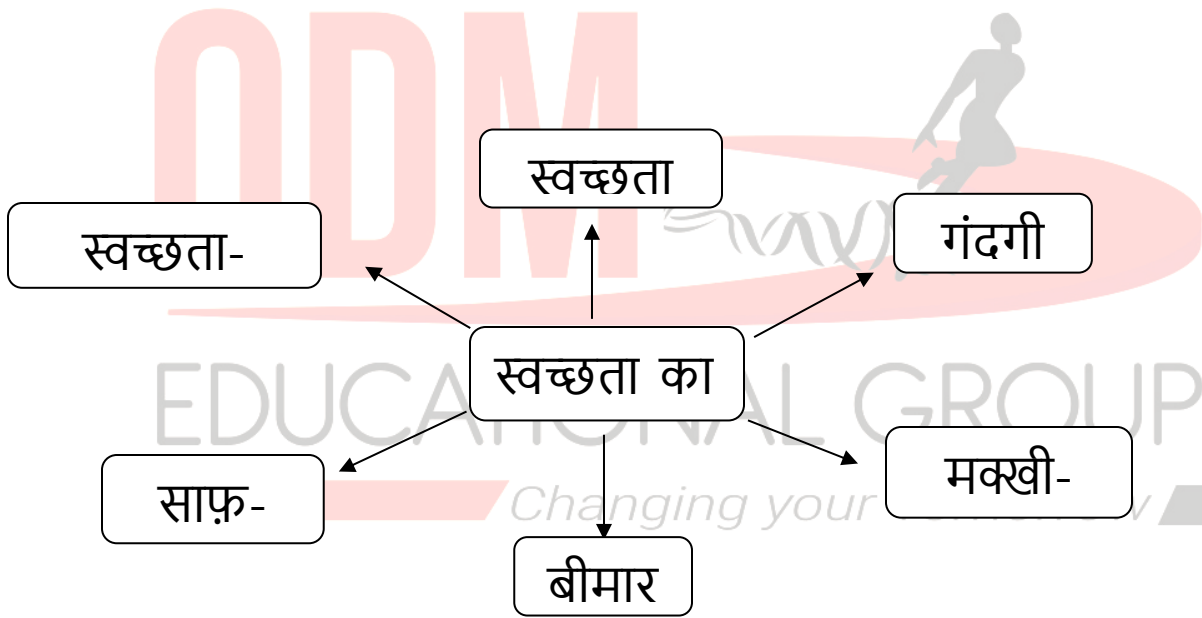 ODM
स्वच्छता
स्वच्छता-
गंदगी
स्वच्छता का
EDUCATIONAL GROUP
साफ़-
मक्खी-
Changing your
बीमार